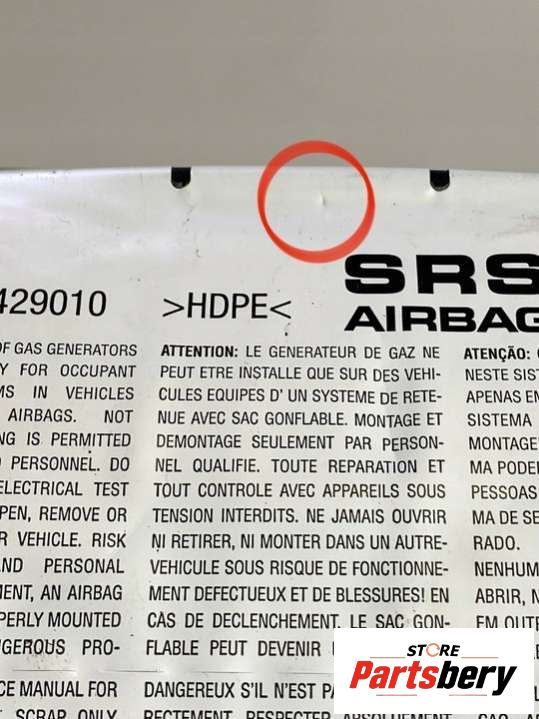 429010 >HDPE< SRS
AIRBAG
OF GAS GENERATORS
Y FOR OCCUPANT
MS IN VEHICLES
AIRBAGS. NOT
NG IS PERMITTED
D PERSONNEL. DO
ELECTRICAL TEST
PEN, REMOVE OR
R VEHICLE. RISK
AND PERSONAL
MENT, AN AIRBAG
PERLY MOUNTED
NGEROUS PRO-
CE MANUAL FOR
SCRAP ONLY
ATTENTION: LE GENERATEUR DE GAZ NE
PEUT ETRE INSTALLE QUE SUR DES VEHI-
CULES EQUIPES D' UN SYSTEME DE RETE-
NUE AVEC SAC GONFLABLE. MONTAGE ET
DEMONTAGE SEULEMENT PAR PERSON-
NEL QUALIFIE. TOUTE REPARATION ET
TOUT CONTROLE AVEC APPAREILS SOUS
TENSION INTERDITS. NE JAMAIS OUVRIR
NI RETIRER, NI MONTER DANS UN AUTRE-
VEHICULE SOUS RISQUE DE FONCTIONNE-
MENT DEFECTUEUX ET DE BLESSURES! EN
CAS DE DECLENCHEMENT, LE SAC GON-
FLABLE PEUT DEVENIR
DANGEREUX S'IL N'EST PA
RECTEMENT. RESPECTER ABSOLUMENT
ATENÇÃO:
NESTE SIST
APENAS EM
SISTEMA
MONTAGE
MA PODER
PESSOAS
MA DE SE
RADO.
NENHUM
ABRIR, N
EM OUTR
STORE
Partsbery